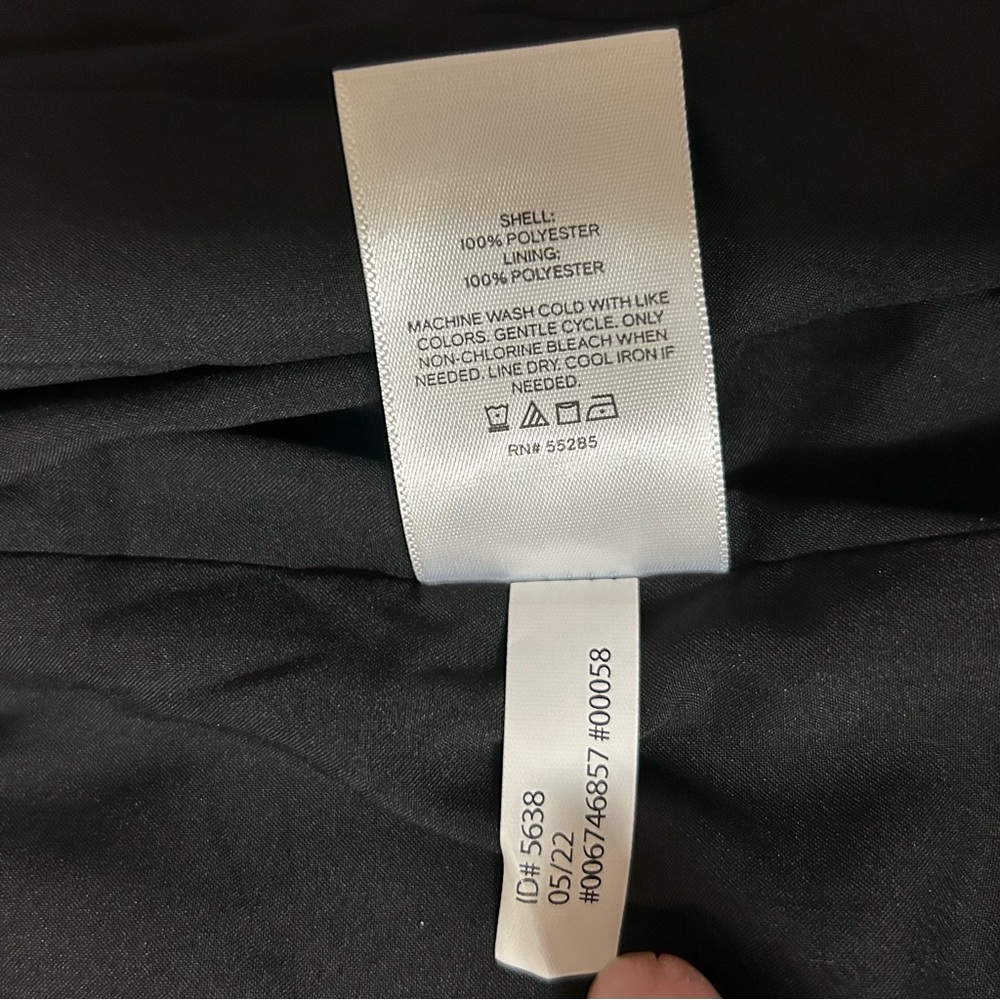 SHELL:
100% POLYESTER
LINING:
100% POLYESTER
MACHINE WASH COLD WITH LIKE
COLORS. GENTLE CYCLE. ONLY
NON-CHLORINE BLEACH WHEN
NEEDED. LINE DRY. COOL IRON IF
NEEDED.
RN# 55285
ID# 5638
05/22
#006746857 #00058